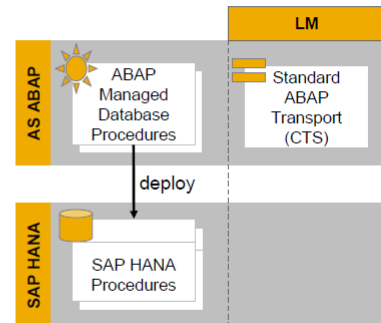 LM
AS ABAP
ABAP
Managed
Database
Procedures
Standard
ABAP
Transport
(CTS)
deploy
SAP HANA
SAP HANA
Procedures